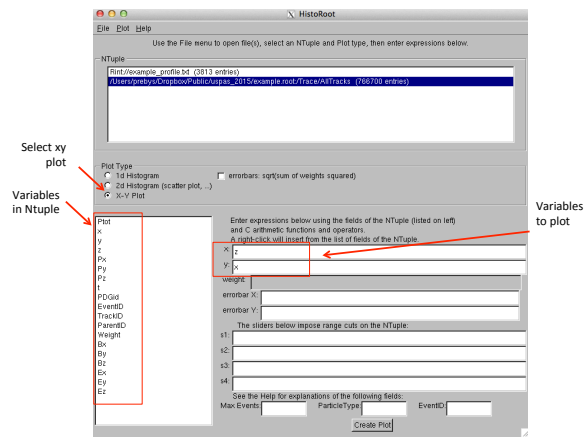 HistoRoot
File Plot Help
Use the File menu to open file(s), select an NTuple and Plot type, then enter expressions below.
NTuple
Rint://example_profile.txt (3813 entries)
/Users/prebys/Dropbox/Public/uspas_2015/example.root:/Trace/AllTracks (766700 entries)
Select xy
plot
Plot Type
1d Histogram
errorbars: sqrt(sum of weights squared)
2d Histogram (scatter plot, ...)
X-Y Plot
Variables
in Ntuple
Variables
to plot
Ptot
x
y
z
Px
Py
Pz
t
PDGid
EventID
TrackID
ParentID
Weight
Bx
By
Bz
Ex
Ey
Ez
Enter expressions below using the fields of the NTuple (listed on left)
and C arithmetic functions and operators.
A right-click will insert from the list of fields of the NTuple
x: z
y: x
weight:
errorbar X:
errorbar Y:
The sliders below impose range cuts on the NTuple:
s1:
s2:
s3:
s4:
See the Help for explanations of the following fields:
Max Events: ParticleType: EventID:
Create Plot